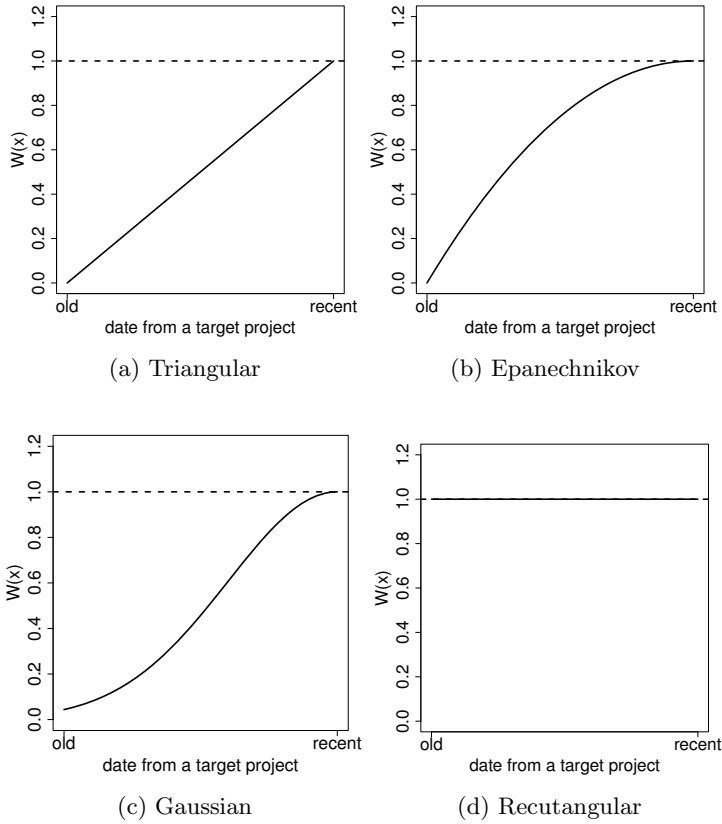 W(x)
1.2
1.0
0.8
0.6
0.4
0.2
0.0
old recent
date from a target project
(a) Triangular
W(x)
1.2
1.0
0.8
0.6
0.4
0.2
0.0
old recent
date from a target project
(b) Epanechnikov
W(x)
1.2
1.0
0.8
0.6
0.4
0.2
0.0
old recent
date from a target project
(c) Gaussian
W(x)
1.2
1.0
0.8
0.6
0.4
0.2
0.0
old recent
date from a target project
(d) Recutangular